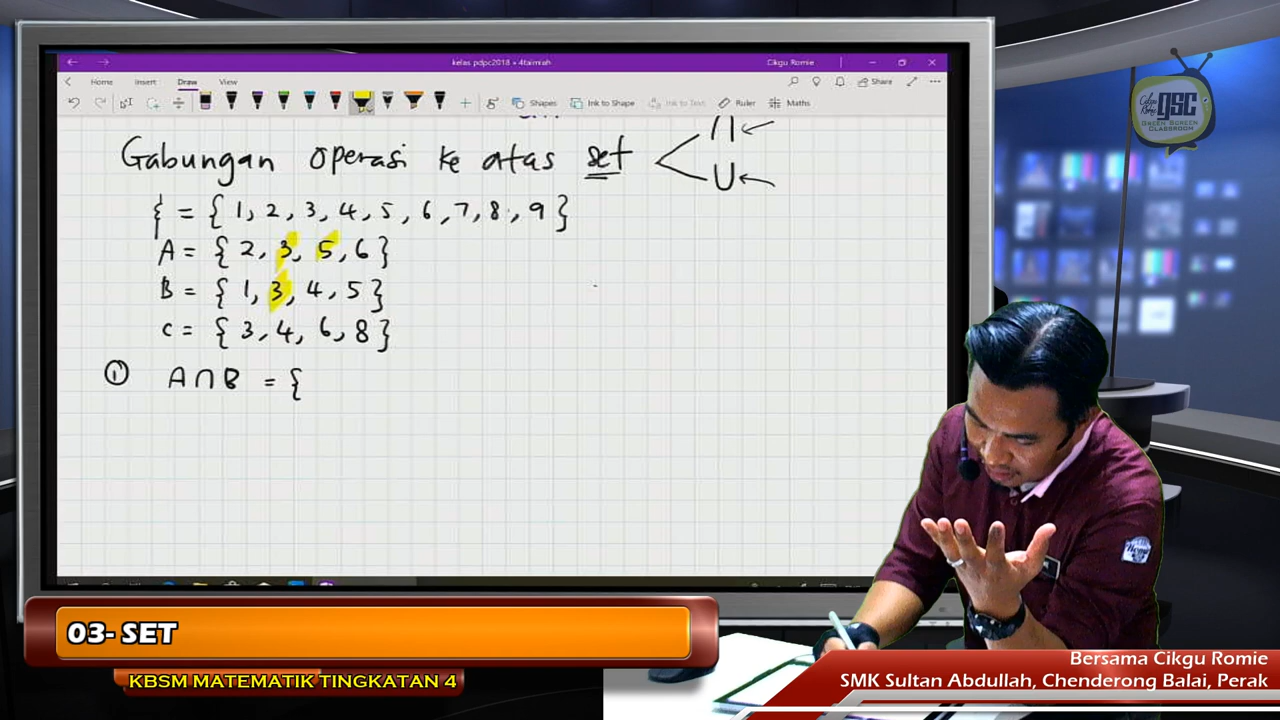 kelas pdpc2018 • 4taimiah
Cikgu Romie
Home Insert Draw View
Share
Shapes Ink to Shape Ink to Text Ruler Maths
Gabungan operasi ke atas set
∩
∪
ξ = { 1, 2, 3, 4, 5, 6, 7, 8, 9 }
A = { 2, 3, 5, 6 }
B = { 1, 3, 4, 5 }
C = { 3, 4, 6, 8 }
① A ∩ B = {
Cikgu Romie gsc
GREEN SCREEN
CLASSROOM
03- SET
KBSM MATEMATIK TINGKATAN 4
Bersama Cikgu Romie
SMK Sultan Abdullah, Chenderong Balai, Perak